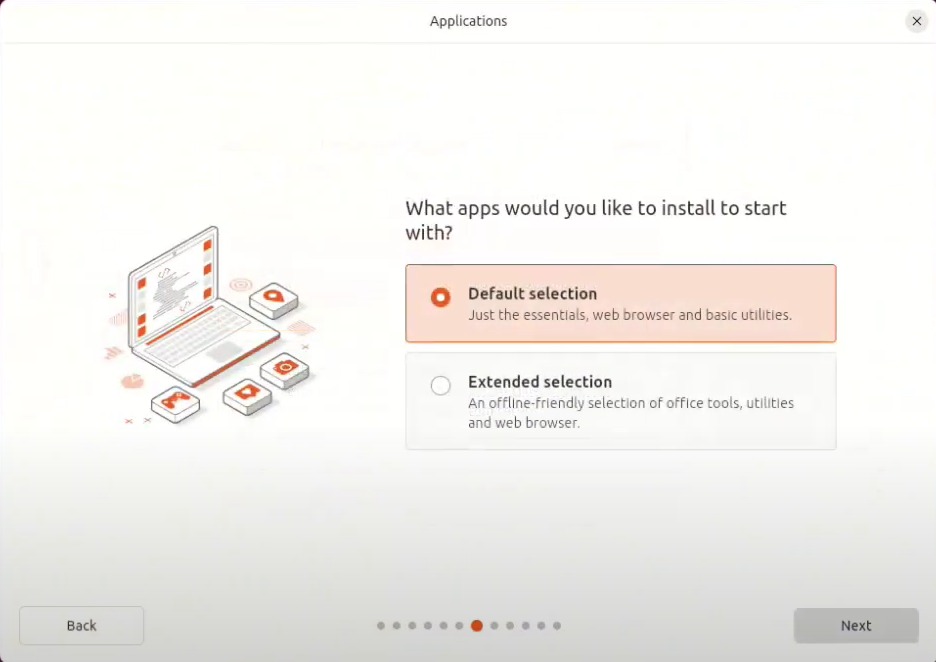 Applications
What apps would you like to install to start
with?
Default selection
Just the essentials, web browser and basic utilities.
Extended selection
An offline-friendly selection of office tools, utilities
and web browser.
Back
Next